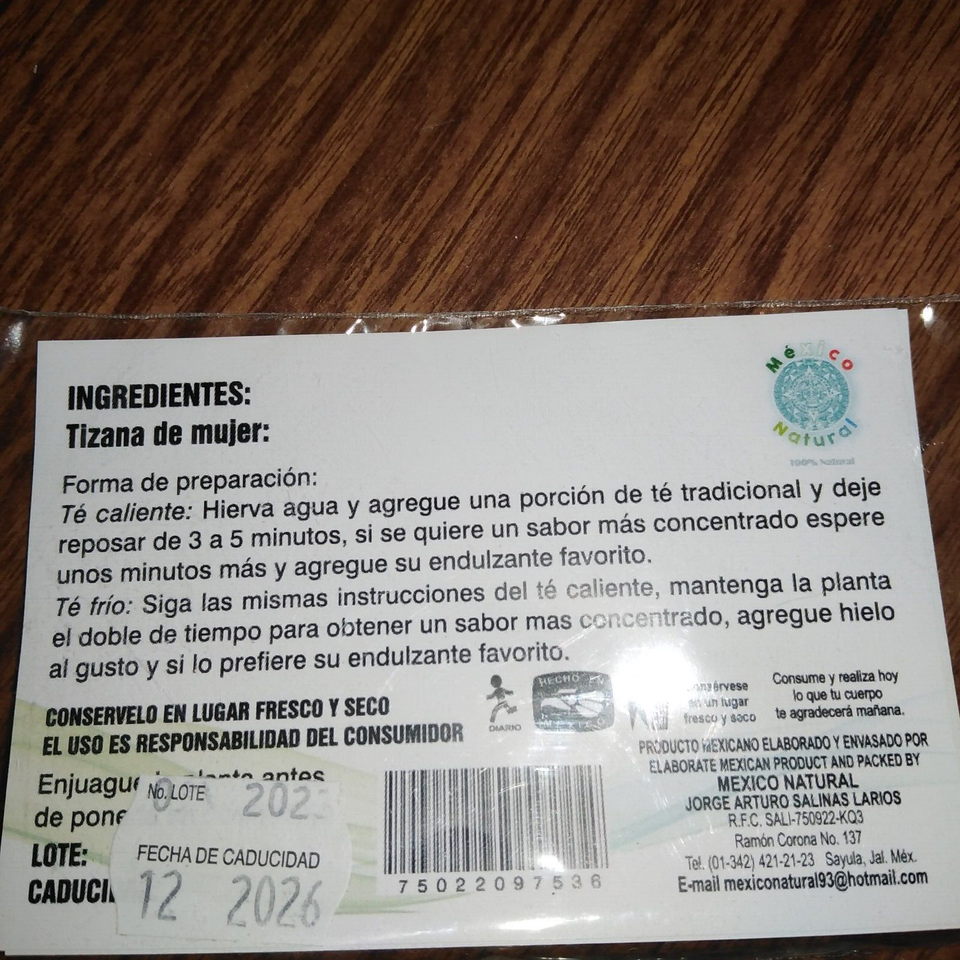 México
Natural
100% Natural
INGREDIENTES:
Tizana de mujer:
Forma de preparación:
Té caliente: Hierva agua y agregue una porción de té tradicional y deje
reposar de 3 a 5 minutos, si se quiere un sabor más concentrado espere
unos minutos más y agregue su endulzante favorito.
Té frío: Siga las mismas instrucciones del té caliente, mantenga la planta
el doble de tiempo para obtener un sabor mas concentrado, agregue hielo
al gusto y si lo prefiere su endulzante favorito.
CONSERVELO EN LUGAR FRESCO Y SECO
EL USO ES RESPONSABILIDAD DEL CONSUMIDOR
DIARIO
HECHO EN
MEXICO
en un lugar
fresco y seco
Consume y realiza hoy
lo que tu cuerpo
te agradecerá mañana.
antes
de
LOTE:
No. LOTE
FECHA DE CADUCIDAD
12 2026
75022097536
PRODUCTO MEXICANO ELABORADO Y ENVASADO POR
ELABORATE MEXICAN PRODUCT AND PACKED BY
MEXICO NATURAL
JORGE ARTURO SALINAS LARIOS
R.F.C. SALI-750922-KQ3
Ramón Corona No. 137
Tel. (01-342) 421-21-23 Sayula, Jal. Méx.
E-mail mexiconatural93@hotmail.com